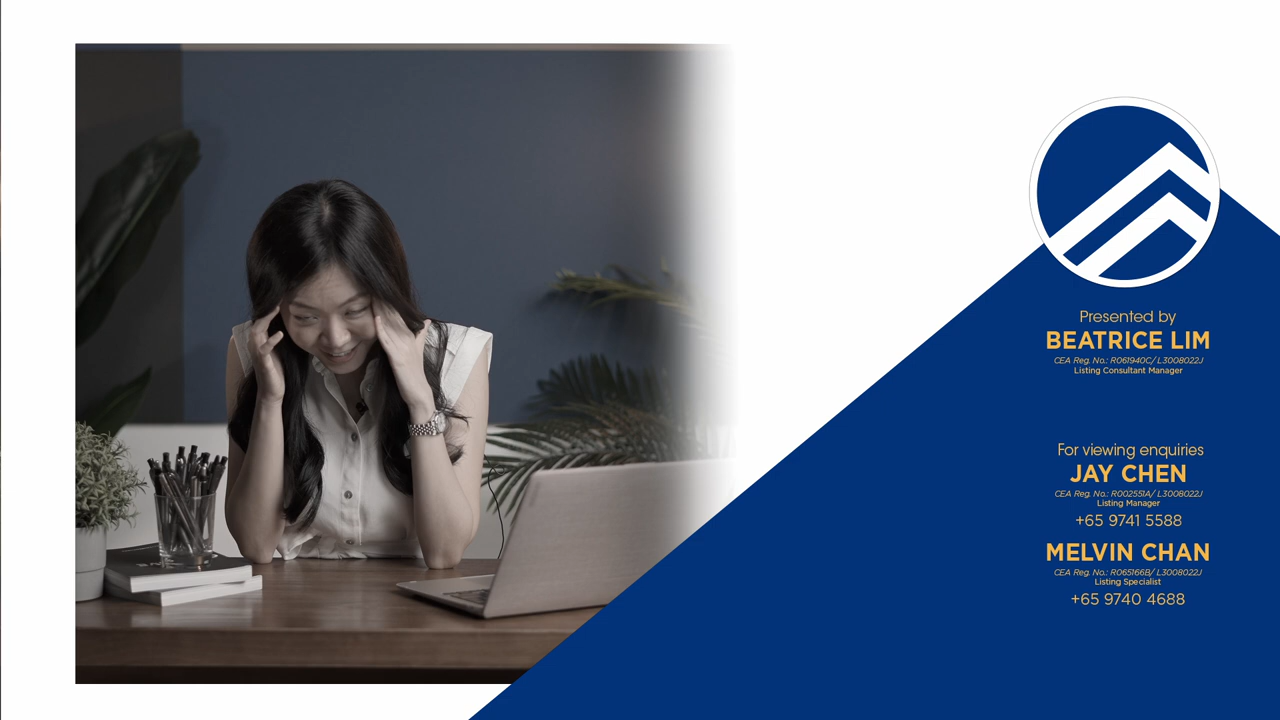 Presented by
BEATRICE LIM
CEA Reg. No.: R061940C/ L3008022J
Listing Consultant Manager
For viewing enquiries
JAY CHEN
CEA Reg. No.: R002551A/ L3008022J
Listing Manager
+65 9741 5588
MELVIN CHAN
CEA Reg. No.: R065166B/ L3008022J
Listing Specialist
+65 9740 4688